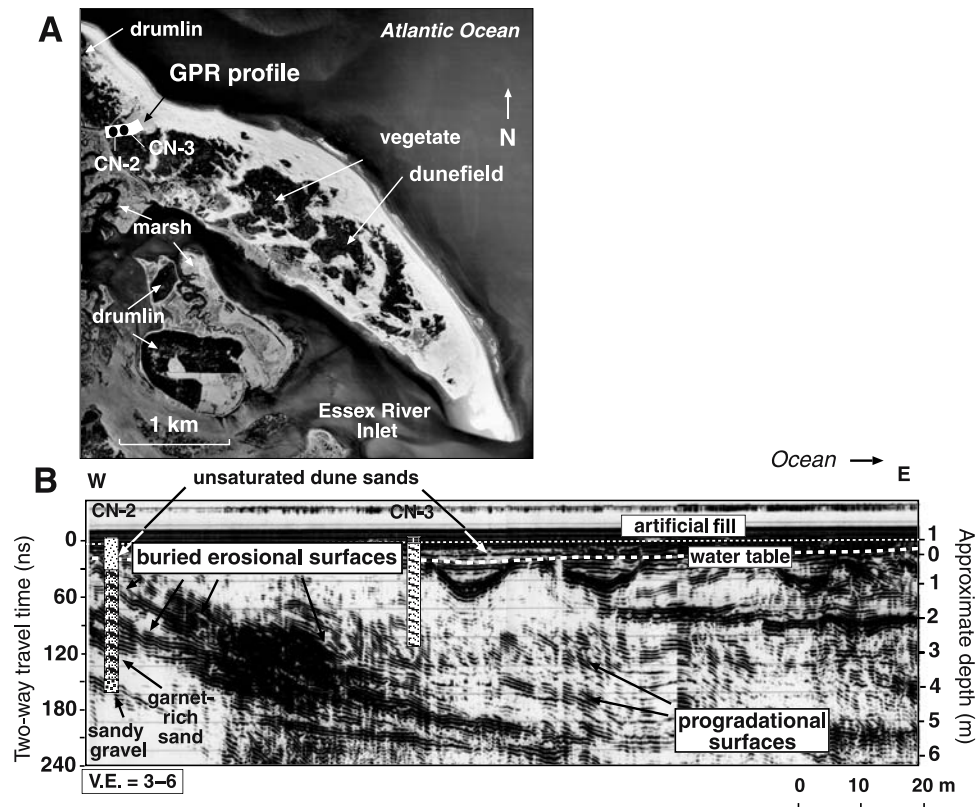 A
drumlin
Atlantic Ocean
GPR profile
N
vegetate
CN-3
CN-2
dunefield
marsh
drumlin
Essex River
Inlet
1 km
Ocean
B
W
unsaturated dune sands
E
CN-2
CN-3
artificial fill
buried erosional surfaces
water table
Two-way travel time (ns)
0
60
120
180
240
1
0
1
2
3
4
5
6
Approximate depth (m)
garnet-
rich
sand
sandy
gravel
progradational
surfaces
V.E. = 3–6
0 10 20 m